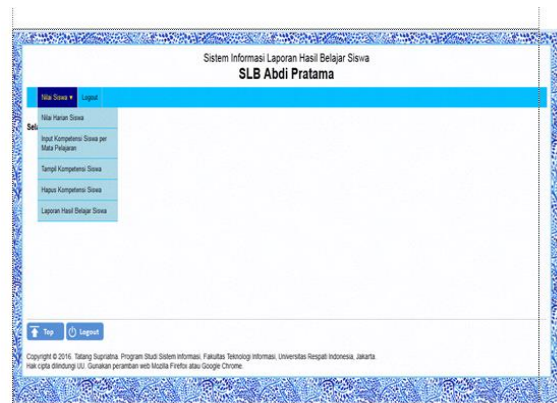 Sistem Informasi Laporan Hasil Belajar Siswa
SLB Abdi Pratama
Nilai Siswa ▼ Logout
Nilai Harian Siswa
Sel
Input Kompetensi Siswa per
Mata Pelajaran
Tampil Kompetensi Siswa
Hapus Kompetensi Siswa
Laporan Hasil Belajar Siswa
Top Logout
Copyright © 2016. Tatang Supriatna. Program Studi Sistem Informasi, Fakultas Teknologi Informasi, Universitas Respati Indonesia, Jakarta.
Hak cipta dilindungi UU. Gunakan peramban web Mozilla Firefox atau Google Chrome.